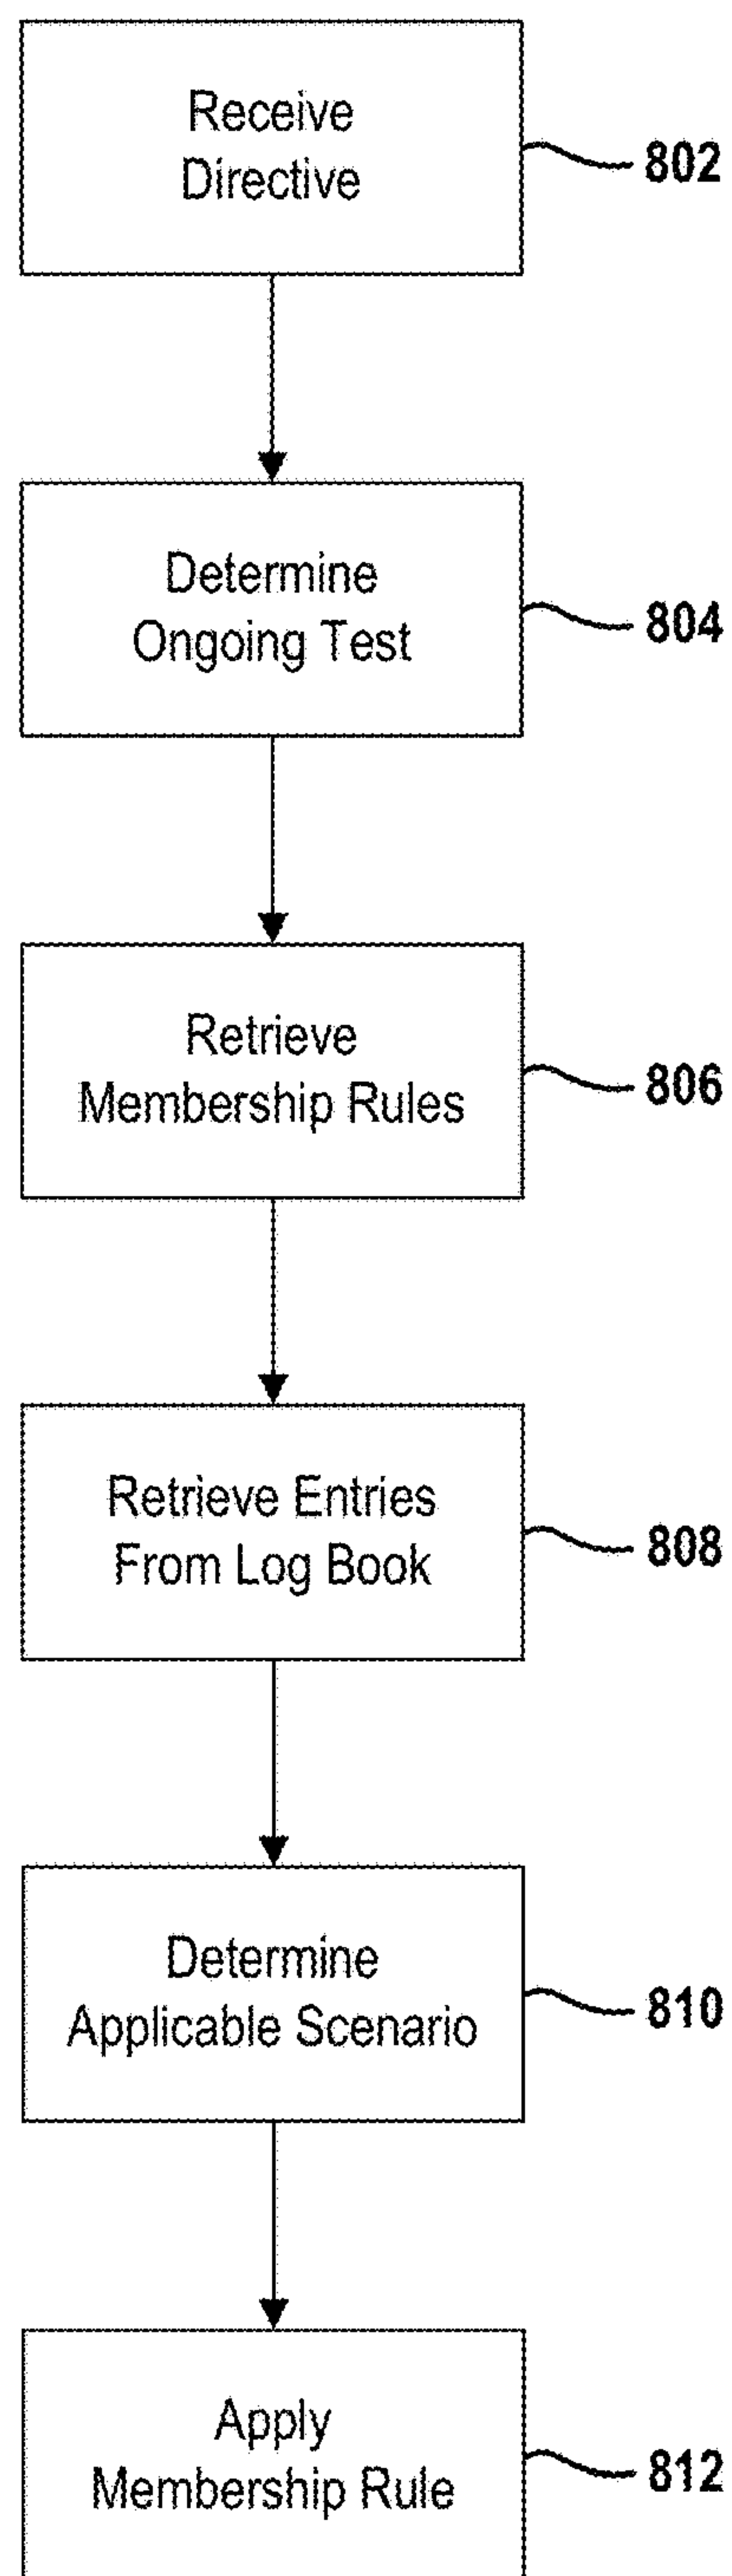 Receive
Directive
802
Determine
Ongoing Test
804
Retrieve
Membership Rules
806
Retrieve Entries
From Log Book
808
Determine
Applicable Scenario
810
Apply
Membership Rule
812